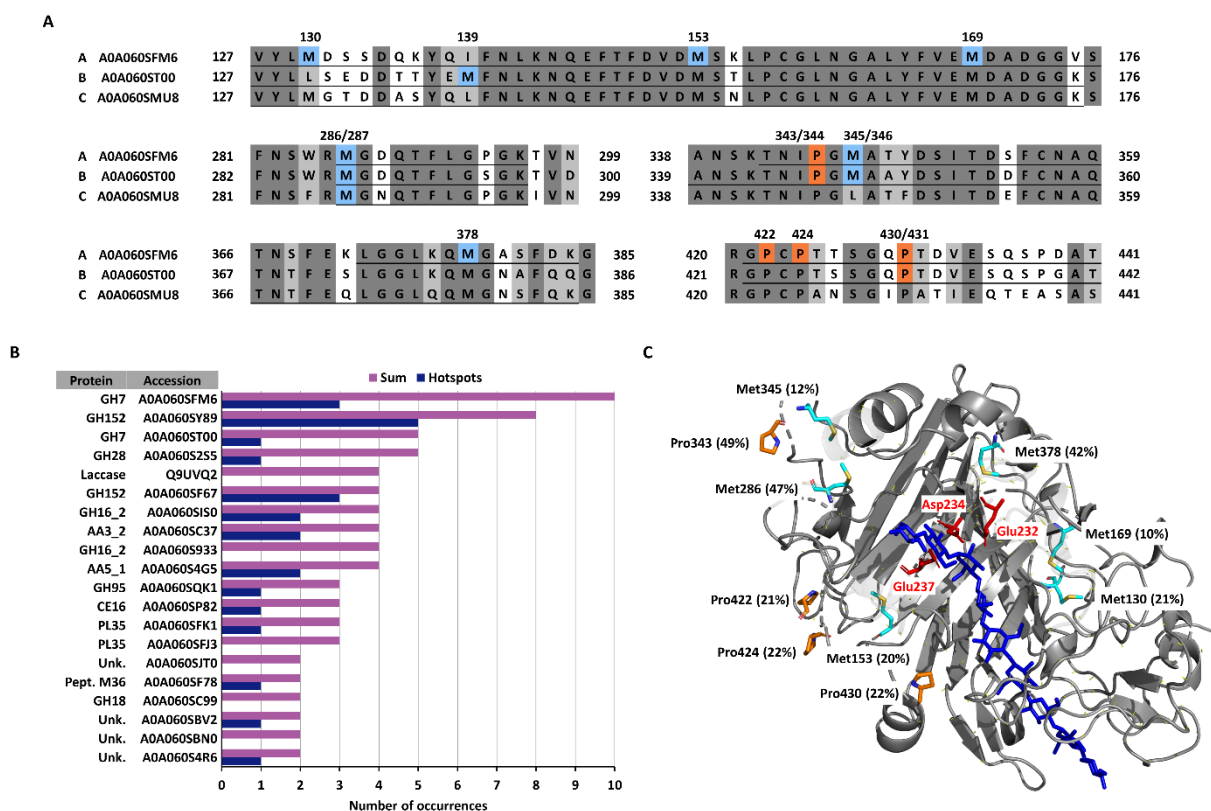 A
130 139 153 169
A A0A060SFM6 127 V Y L M D S S D Q K Y Q I F N L K N Q E F T F D V D M S K L P C G L N G A L Y F V E M D A D G G V S 176
B A0A060ST00 127 V Y L L S E D D T T Y E M F N L K N Q E F T F D V D M S T L P C G L N G A L Y F V E M D A D G G K S 176
C A0A060SMU8 127 V Y L M G T D D A S Y Q L F N L K N Q E F T F D V D M S N L P C G L N G A L Y F V E M D A D G G K S 176
286/287 343/344 345/346
A A0A060SFM6 281 F N S W R M G D Q T F L G P G K T V N 299 338 A N S K T N I P G M A T Y D S I T D S F C N A Q 359
B A0A060ST00 282 F N S W R M G D Q T F L S G K T V D 300 339 A N S K T N I P G M A A Y D S I T D D F C N A Q 360
C A0A060SMU8 281 F N S F R M G N Q T F L G P G K I V N 299 338 A N S K T N I P G L A T F D S I T D E F C N A Q 359
378 422 424 430/431
A A0A060SFM6 366 T N S F E K L G G L K Q M G A S F D K G 385 420 R G P C P T T S G Q P T D V E S Q S P D A T 441
B A0A060ST00 367 T N T F E S L G G L K Q M G N A F Q Q G 386 421 R G P C P T S S G Q P T D V E S Q S P D A T 442
C A0A060SMU8 366 T N T F E Q L G G L Q Q M G N S F Q K G 385 420 R G P C P A N S G I P A T I E Q T E A S A S 441
B
Protein Accession Sum Hotspots
GH7 A0A060SFM6
GH152 A0A060SY89
GH7 A0A060ST00
GH28 A0A060S2S5
Laccase Q9UVQ2
GH152 A0A060SF67
GH16_2 A0A060SIS0
AA3_2 A0A060SC37
GH16_2 A0A060S933
AA5_1 A0A060S4G5
GH95 A0A060SQK1
CE16 A0A060SP82
PL35 A0A060SFK1
PL35 A0A060SFJ3
Unk. A0A060SJT0
Pept. M36 A0A060SF78
GH18 A0A060SC99
Unk. A0A060SBV2
Unk. A0A060SBN0
Unk. A0A060S4R6
0 1 2 3 4 5 6 7 8 9 10
Number of occurrences
C
Met345 (12%)
Pro343 (49%)
Met378 (42%)
Met286 (47%)
Asp234
Glu232
Met169 (10%)
Glu237
Met130 (21%)
Pro422 (21%)
Pro424 (22%)
Met153 (20%)
Pro430 (22%)